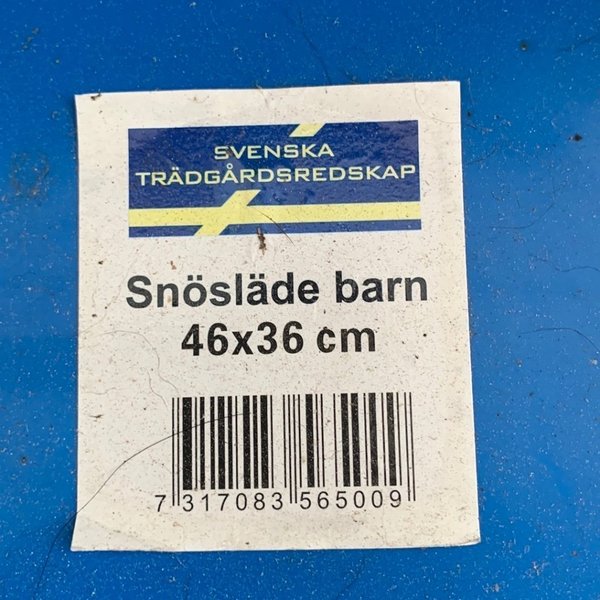 SVENSKA
TRÄDGÅRDSREDSKAP
Snösläde barn
46x36 cm
7 317083 565009